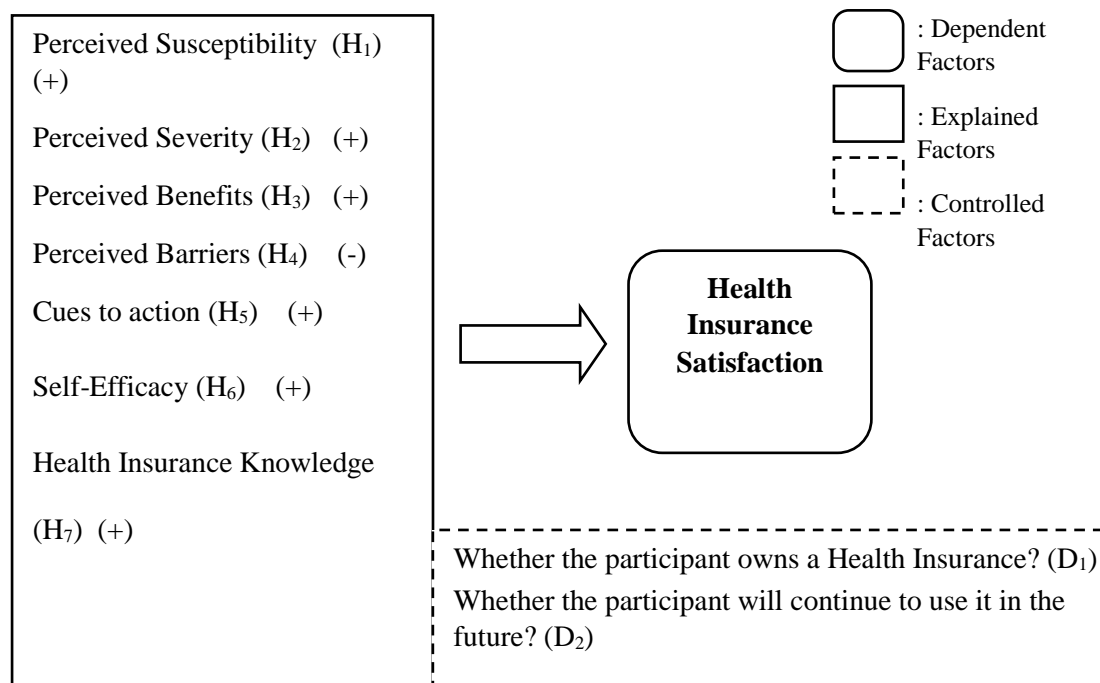 Perceived Susceptibility (H₁)
(+)
Perceived Severity (H₂) (+)
Perceived Benefits (H₃) (+)
Perceived Barriers (H₄) (-)
Cues to action (H₅) (+)
Self-Efficacy (H₆) (+)
Health Insurance Knowledge
(H₇) (+)
Health
Insurance
Satisfaction
: Dependent
Factors
: Explained
Factors
: Controlled
Factors
Whether the participant owns a Health Insurance? (D₁)
Whether the participant will continue to use it in the
future? (D₂)